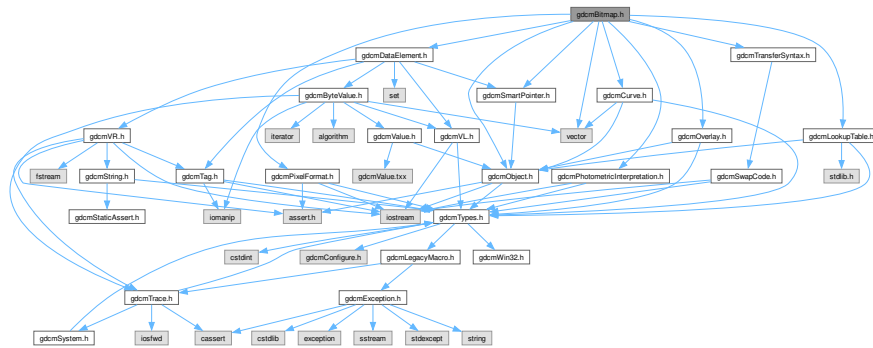 gdcmBitmap.h
gdcmDataElement.h
gdcmTransferSyntax.h
gdcmByteValue.h
set
gdcmSmartPointer.h
gdcmCurve.h
gdcmVR.h
iterator
algorithm
gdcmValue.h
gdcmVL.h
vector
gdcmOverlay.h
gdcmLookupTable.h
fstream
gdcmString.h
gdcmTag.h
gdcmPixelFormat.h
gdcmValue.txx
gdcmObject.h
gdcmPhotometricInterpretation.h
gdcmSwapCode.h
stdlib.h
gdcmStaticAssert.h
iomanip
assert.h
iostream
gdcmTypes.h
cstdint
gdcmConfigure.h
gdcmLegacyMacro.h
gdcmWin32.h
gdcmTrace.h
gdcmException.h
gdcmSystem.h
iosfwd
cassert
cstdlib
exception
sstream
stdexcept
string